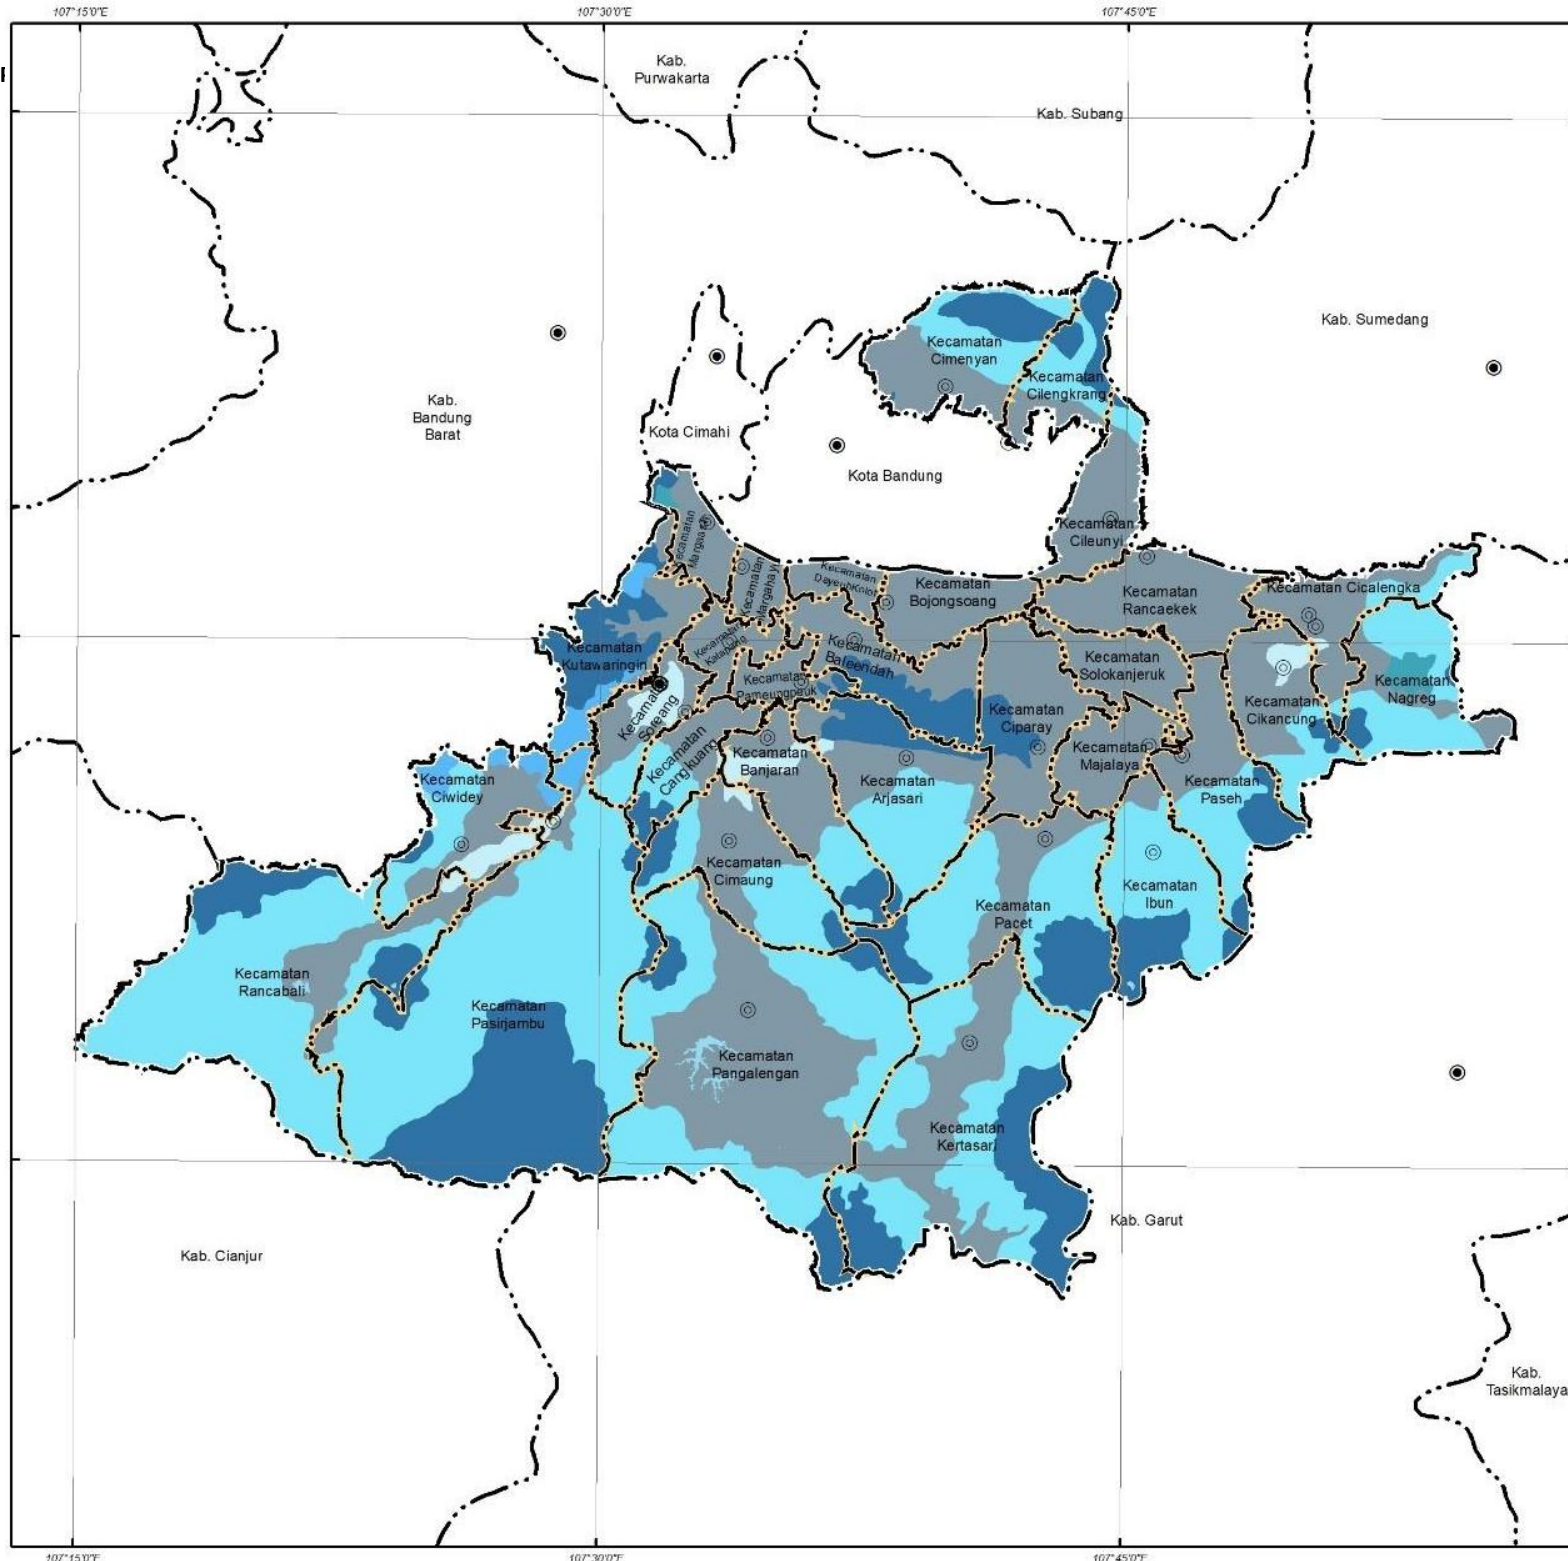 107°15'0"E
107°30'0"E
107°45'0"E
Kab.
Purwakarta
Kab. Subang
Kab. Sumedang
Kecamatan
Cimenyan
Kecamatan
Cilengkrang
Kab.
Bandung
Barat
Kota Cimahi
Kota Bandung
Kecamatan
Cileunyi
Kecamatan
Margaasih
Kecamatan
Margahayu
Kecamatan
DayeuhKolot
Kecamatan
Bojongsoang
Kecamatan
Rancaekek
Kecamatan Cicalengka
Kecamatan
Kutawaringin
Kecamatan
Katapang
Kecamatan
Baleendah
Kecamatan
Solokanjeruk
Kecamatan
Nagreg
Kecamatan
Pameungpeuk
Kecamatan
Soreang
Kecamatan
Ciparay
Kecamatan
Cikancung
Kecamatan
Cangkuang
Kecamatan
Banjaran
Kecamatan
Majalaya
Kecamatan
Ciwidey
Kecamatan
Arjasari
Kecamatan
Paseh
Kecamatan
Cimaung
Kecamatan
Ibun
Kecamatan
Pacet
Kecamatan
Rancabali
Kecamatan
Pasirjambu
Kecamatan
Pangalengan
Kecamatan
Kertasari
Kab. Garut
Kab. Cianjur
Kab.
Tasikmalaya
107°15'0"E
107°30'0"E
107°45'0"E